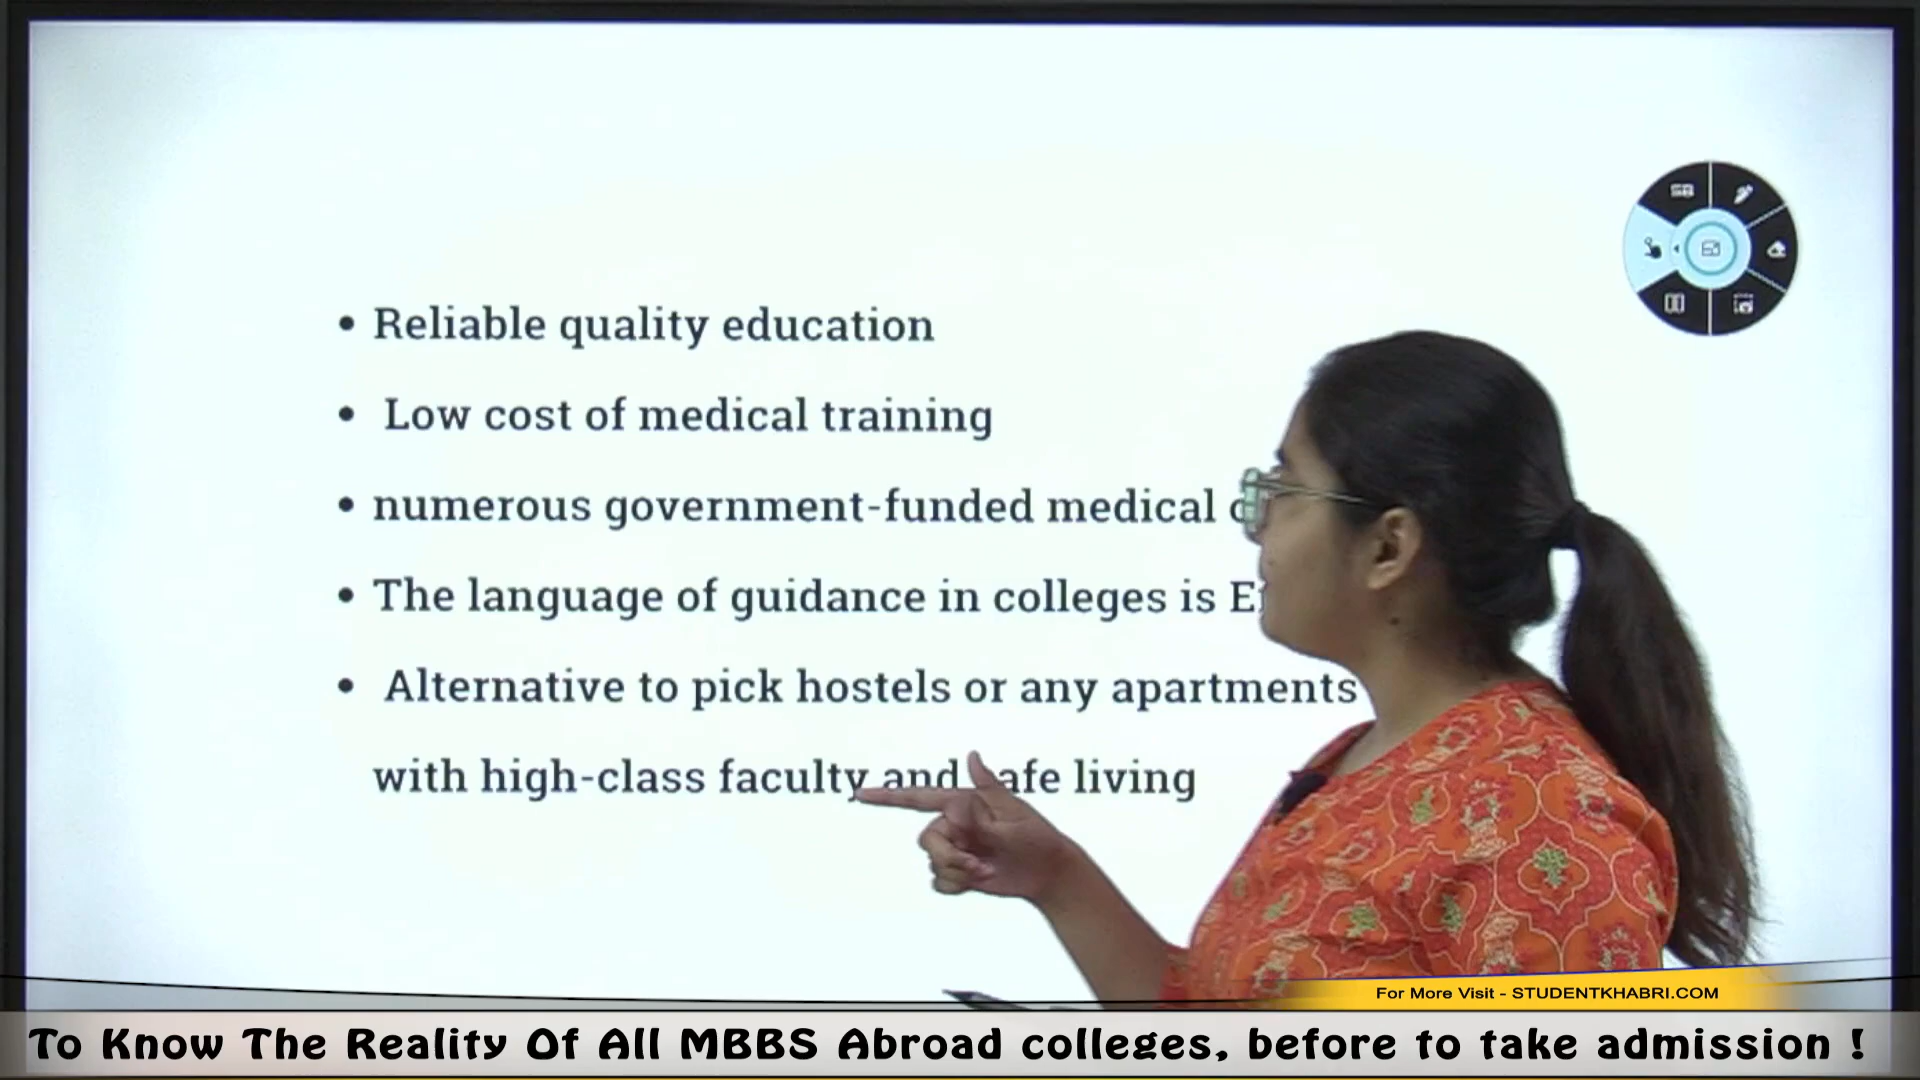 • Reliable quality education
• Low cost of medical training
• numerous government-funded medical
• The language of guidance in colleges is
• Alternative to pick hostels or any apartments
with high-class faculty and safe living
For More Visit - STUDENTKHABRI.COM
To Know The Reality Of All MBBS Abroad colleges, before to take admission !